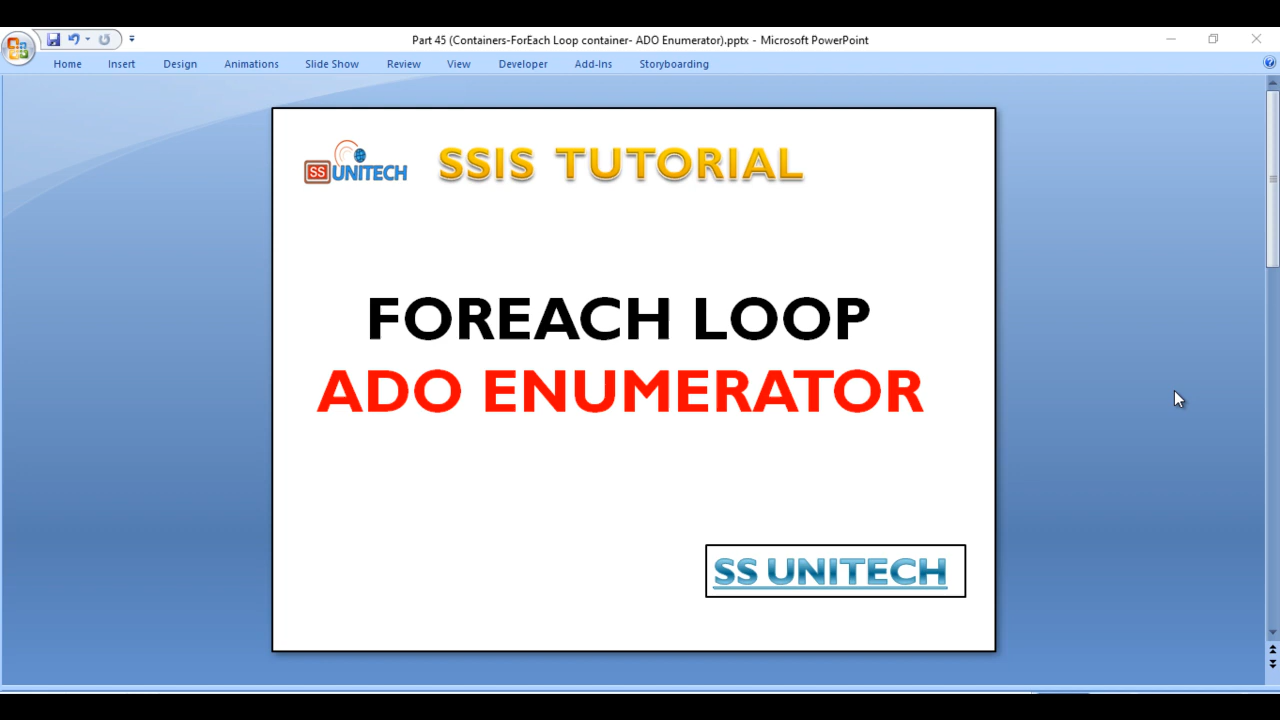 Part 45 (Containers-ForEach Loop container- ADO Enumerator).pptx - Microsoft PowerPoint
Home Insert Design Animations Slide Show Review View Developer Add-Ins Storyboarding
SS UNITECH SSIS TUTORIAL
FOREACH LOOP
ADO ENUMERATOR
SS UNITECH